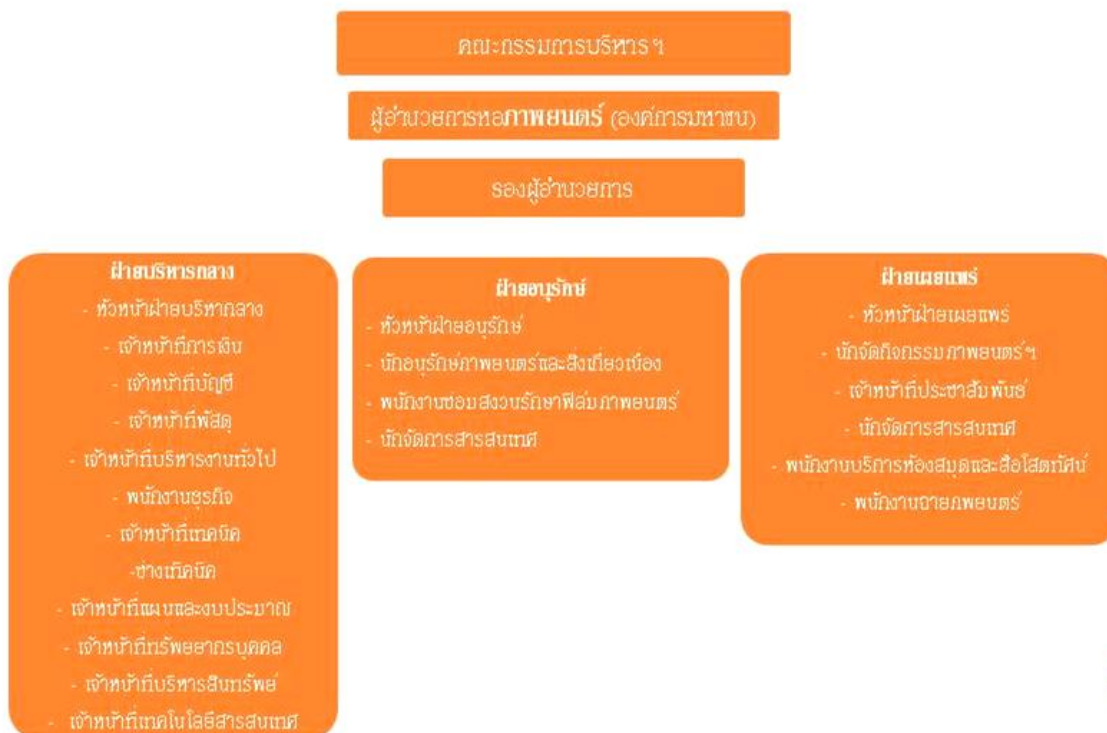 คณะกรรมการบริหารฯ
ผู้อำนวยการหอภาพยนตร์ (องค์การมหาชน)
รองผู้อำนวยการ
ฝ่ายบริหารกลาง
- หัวหน้าฝ่ายบริหากลาง
- เจ้าหน้าที่การเงิน
- เจ้าหน้าที่บัญชี
- เจ้าหน้าที่พัสดุ
- เจ้าหน้าที่บริหารงานทั่วไป
- พนักงานธุรกิจ
- เจ้าหน้าที่เทคนิค
-ช่างเทคนิค
- เจ้าหน้าที่แผนและงบประมาณ
- เจ้าหน้าที่ทรัพยยากรบุคคล
- เจ้าหน้าที่บริหารสินทรัพย์
- เจ้าหน้าที่เทคโนโลยีสารสนเทศ
ฝ่ายอนุรักษ์
- หัวหน้าฝ่ายอนุรักษ์
- นักอนุรักษ์ภาพยนตร์และสิ่งเกี่ยวเนื่อง
- พนักงานซ่อมสงวนรักษาฟิล์มภาพยนตร์
- นักจัดการสารสนเทศ
ฝ่ายเผยแพร่
- หัวหน้าฝ่ายเผยแพร่
- นักจัดกิจกรรมภาพยนตร์ฯ
- เจ้าหน้าที่ประชาสัมพันธ์
- นักจัดการสารสนเทศ
- พนักงานบริการห้องสมุดและสื่อโสตทัศน์
- พนักงานฉายภพยนตร์